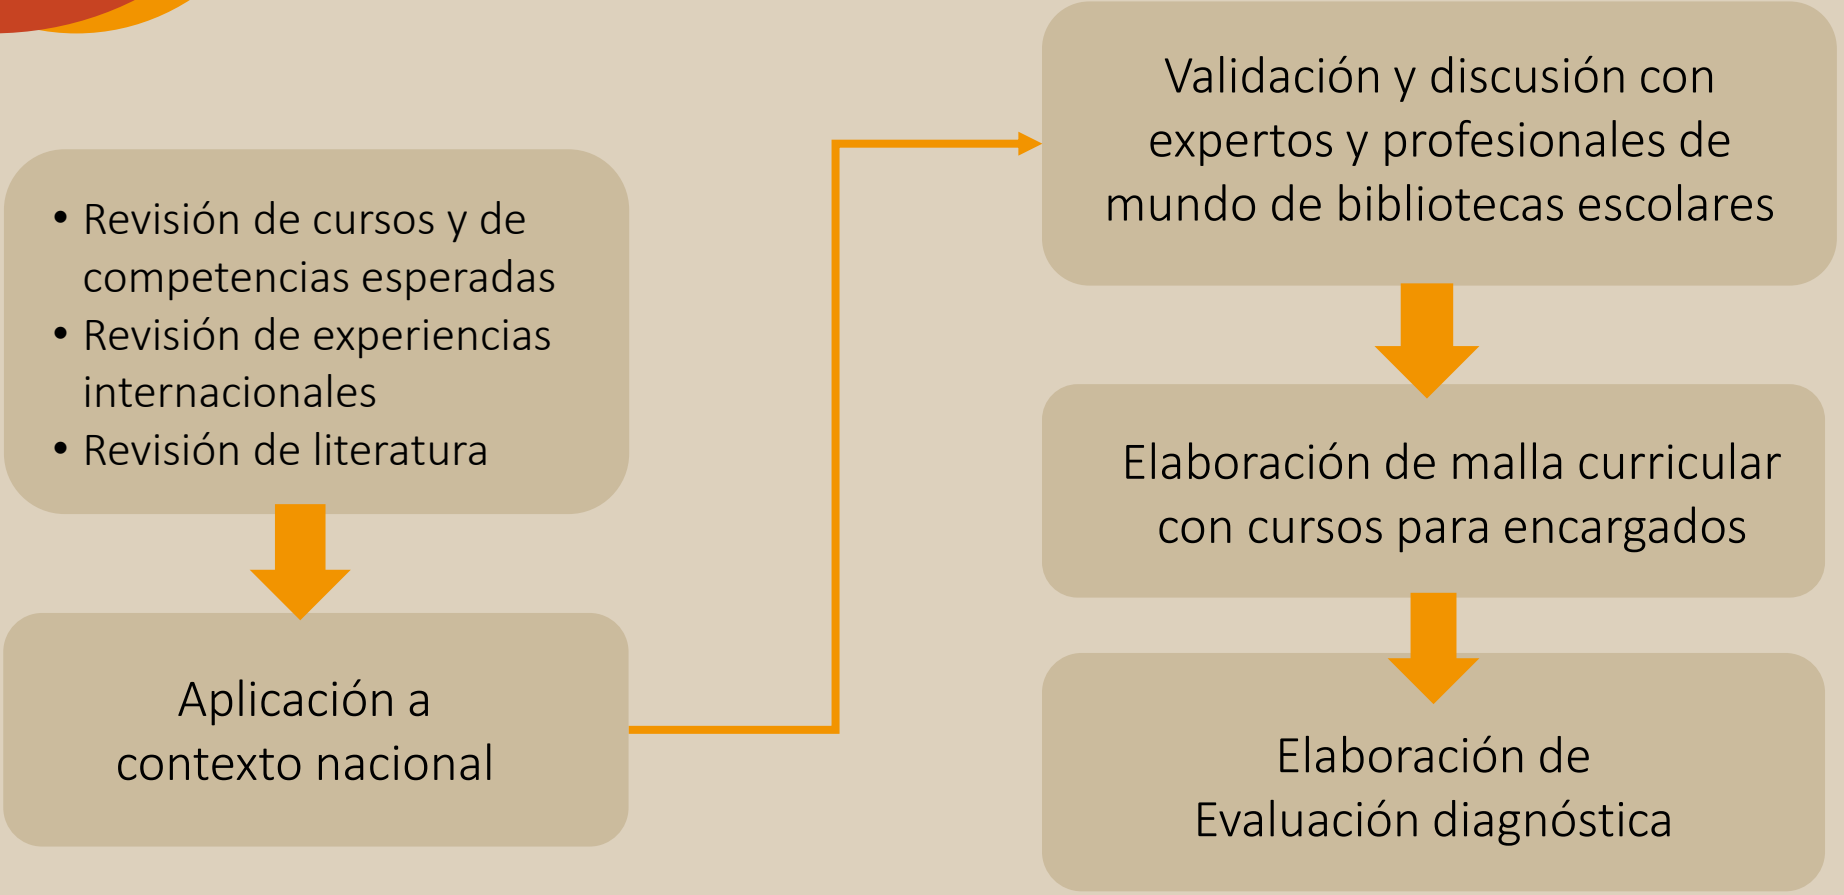 • Revisión de cursos y de
competencias esperadas
• Revisión de experiencias
internacionales
• Revisión de literatura
Aplicación a
contexto nacional
Validación y discusión con
expertos y profesionales de
mundo de bibliotecas escolares
Elaboración de malla curricular
con cursos para encargados
Elaboración de
Evaluación diagnóstica